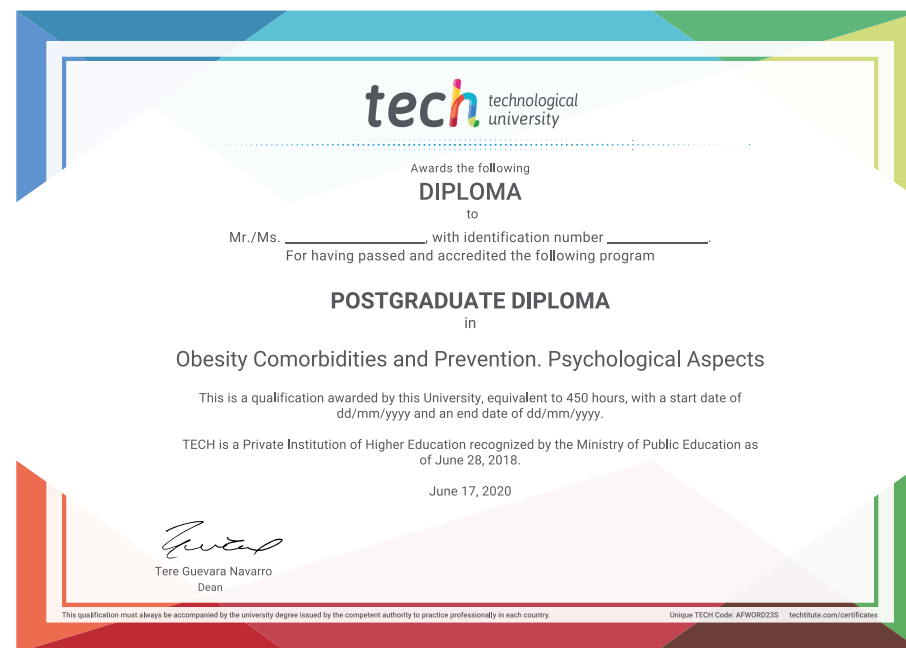 tech technological
university
Awards the following
DIPLOMA
to
Mr./Ms. ____________________, with identification number ______________.
For having passed and accredited the following program
POSTGRADUATE DIPLOMA
in
Obesity Comorbidities and Prevention. Psychological Aspects
This is a qualification awarded by this University, equivalent to 450 hours, with a start date of
dd/mm/yyyy and an end date of dd/mm/yyyy.
TECH is a Private Institution of Higher Education recognized by the Ministry of Public Education as
of June 28, 2018.
June 17, 2020
Tere Guevara Navarro
Dean
This qualification must always be accompanied by the university degree issued by the competent authority to practice professionally in each country. Unique TECH Code: AFWORD23S techtitute.com/certificates